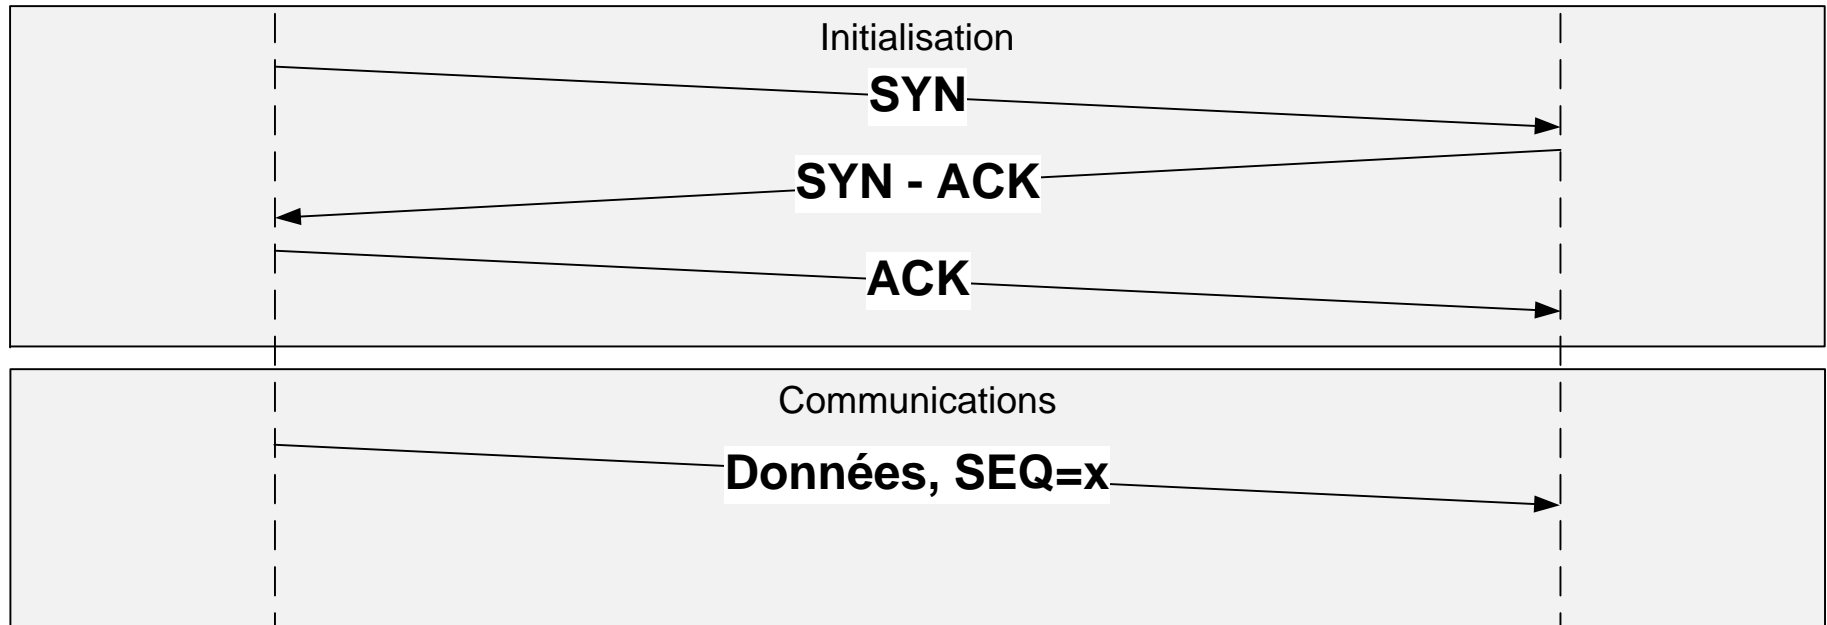 Initialisation
SYN
SYN - ACK
ACK
Communications
Données, SEQ=x